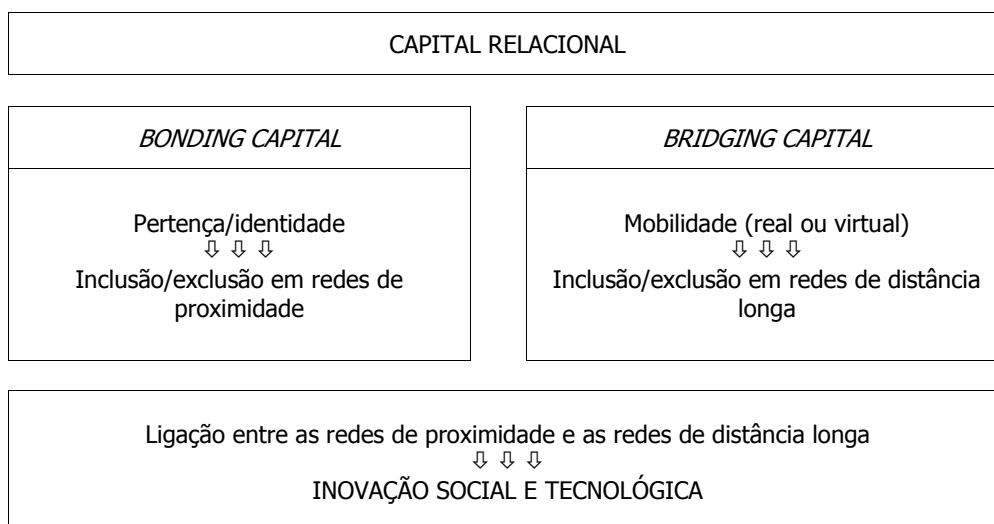 CAPITAL RELACIONAL
BONDING CAPITAL
Pertença/identidade
⇩ ⇩ ⇩
Inclusão/exclusão em redes de
proximidade
BRIDGING CAPITAL
Mobilidade (real ou virtual)
⇩ ⇩ ⇩
Inclusão/exclusão em redes de distância
longa
Ligação entre as redes de proximidade e as redes de distância longa
⇩ ⇩ ⇩
INOVAÇÃO SOCIAL E TECNOLÓGICA